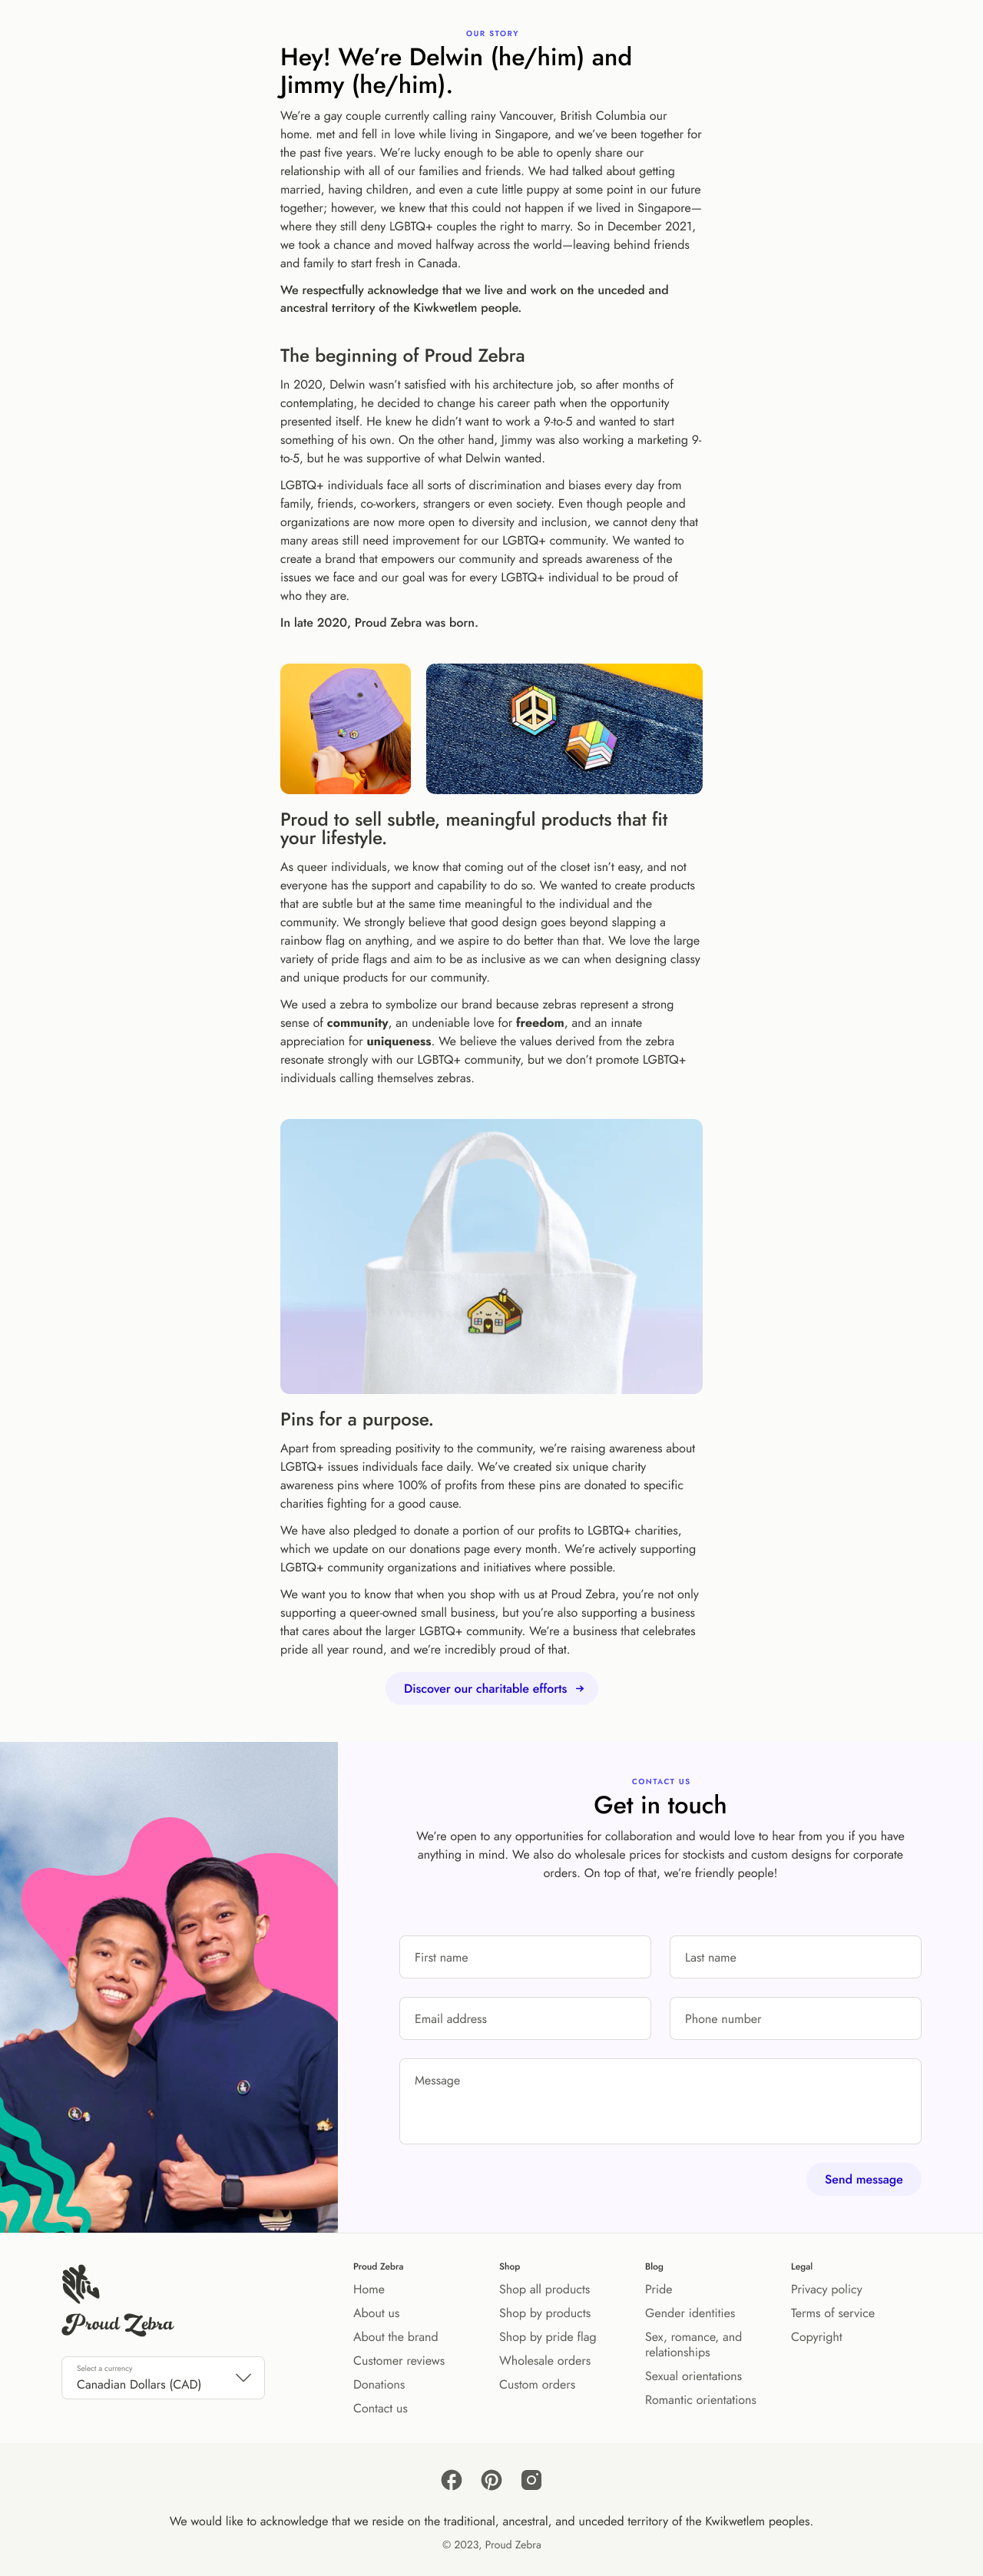 OUR STORY
Hey! We’re Delwin (he/him) and
Jimmy (he/him).
We’re a gay couple currently calling rainy Vancouver, British Columbia our
home. met and fell in love while living in Singapore, and we’ve been together for
the past five years. We’re lucky enough to be able to openly share our
relationship with all of our families and friends. We had talked about getting
married, having children, and even a cute little puppy at some point in our future
together; however, we knew that this could not happen if we lived in Singapore—
where they still deny LGBTQ+ couples the right to marry. So in December 2021,
we took a chance and moved halfway across the world—leaving behind friends
and family to start fresh in Canada.
We respectfully acknowledge that we live and work on the unceded and
ancestral territory of the Kiwkwetlem people.
The beginning of Proud Zebra
In 2020, Delwin wasn’t satisfied with his architecture job, so after months of
contemplating, he decided to change his career path when the opportunity
presented itself. He knew he didn’t want to work a 9-to-5 and wanted to start
something of his own. On the other hand, Jimmy was also working a marketing 9-
to-5, but he was supportive of what Delwin wanted.
LGBTQ+ individuals face all sorts of discrimination and biases every day from
family, friends, co-workers, strangers or even society. Even though people and
organizations are now more open to diversity and inclusion, we cannot deny that
many areas still need improvement for our LGBTQ+ community. We wanted to
create a brand that empowers our community and spreads awareness of the
issues we face and our goal was for every LGBTQ+ individual to be proud of
who they are.
In late 2020, Proud Zebra was born.
Proud to sell subtle, meaningful products that fit
your lifestyle.
As queer individuals, we know that coming out of the closet isn’t easy, and not
everyone has the support and capability to do so. We wanted to create products
that are subtle but at the same time meaningful to the individual and the
community. We strongly believe that good design goes beyond slapping a
rainbow flag on anything, and we aspire to do better than that. We love the large
variety of pride flags and aim to be as inclusive as we can when designing classy
and unique products for our community.
We used a zebra to symbolize our brand because zebras represent a strong
sense of community, an undeniable love for freedom, and an innate
appreciation for uniqueness. We believe the values derived from the zebra
resonate strongly with our LGBTQ+ community, but we don’t promote LGBTQ+
individuals calling themselves zebras.
Pins for a purpose.
Apart from spreading positivity to the community, we’re raising awareness about
LGBTQ+ issues individuals face daily. We’ve created six unique charity
awareness pins where 100% of profits from these pins are donated to specific
charities fighting for a good cause.
We have also pledged to donate a portion of our profits to LGBTQ+ charities,
which we update on our donations page every month. We’re actively supporting
LGBTQ+ community organizations and initiatives where possible.
We want you to know that when you shop with us at Proud Zebra, you’re not only
supporting a queer-owned small business, but you’re also supporting a business
that cares about the larger LGBTQ+ community. We’re a business that celebrates
pride all year round, and we’re incredibly proud of that.
Discover our charitable efforts →
CONTACT US
Get in touch
We’re open to any opportunities for collaboration and would love to hear from you if you have
anything in mind. We also do wholesale prices for stockists and custom designs for corporate
orders. On top of that, we’re friendly people!
First name
Last name
Email address
Phone number
Message
Send message
Proud Zebra
Select a currency
Canadian Dollars (CAD)
Proud Zebra
Home
About us
About the brand
Customer reviews
Donations
Contact us
Shop
Shop all products
Shop by products
Shop by pride flag
Wholesale orders
Custom orders
Blog
Pride
Gender identities
Sex, romance, and
relationships
Sexual orientations
Romantic orientations
Legal
Privacy policy
Terms of service
Copyright
We would like to acknowledge that we reside on the traditional, ancestral, and unceded territory of the Kwikwetlem peoples.
© 2023, Proud Zebra